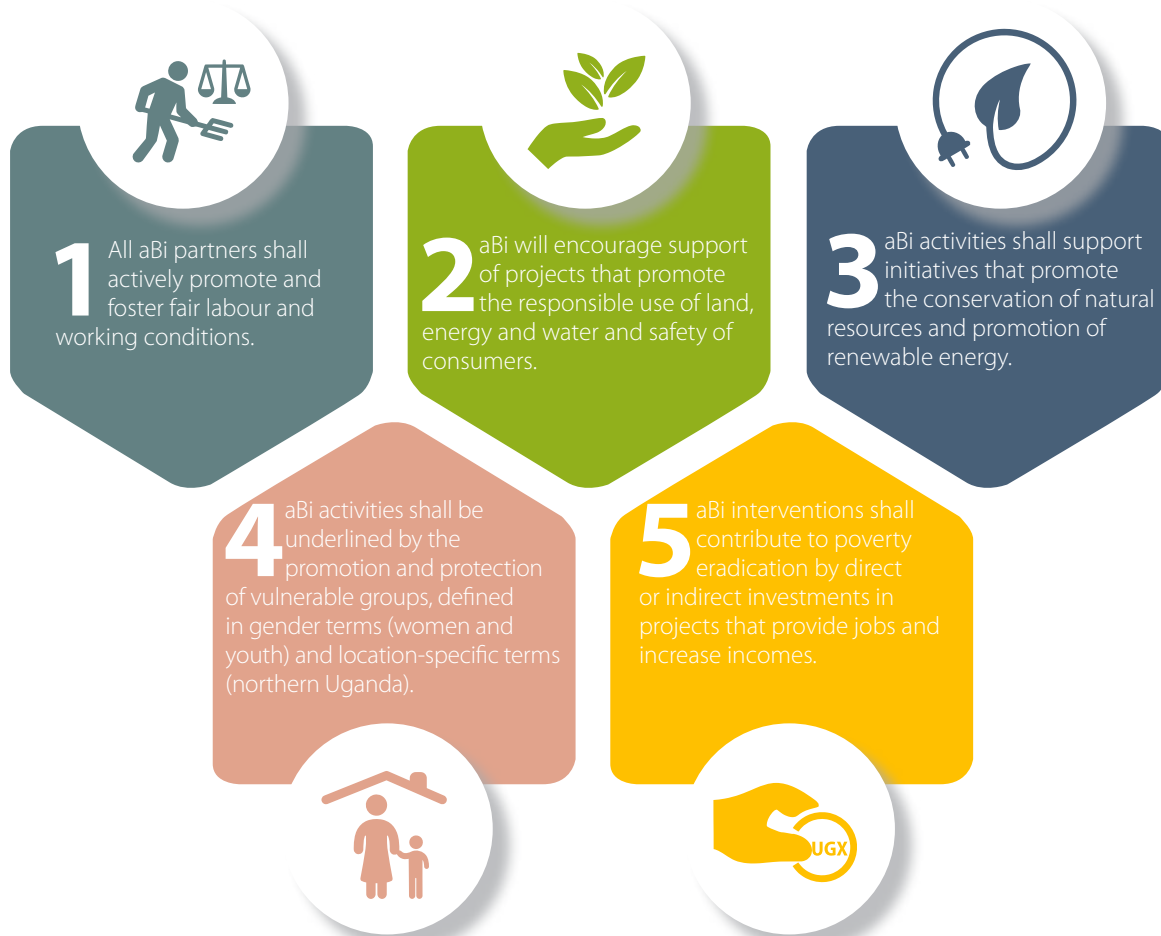 1 All aBi partners shall
actively promote and
foster fair labour and
working conditions.
2 aBi will encourage support
of projects that promote
the responsible use of land,
energy and water and safety of
consumers.
3 aBi activities shall support
initiatives that promote
the conservation of natural
resources and promotion of
renewable energy.
4 aBi activities shall be
underlined by the
promotion and protection
of vulnerable groups, defined
in gender terms (women and
youth) and location-specific terms
(northern Uganda).
5 aBi interventions shall
contribute to poverty
eradication by direct
or indirect investments in
projects that provide jobs and
increase incomes.
UGX